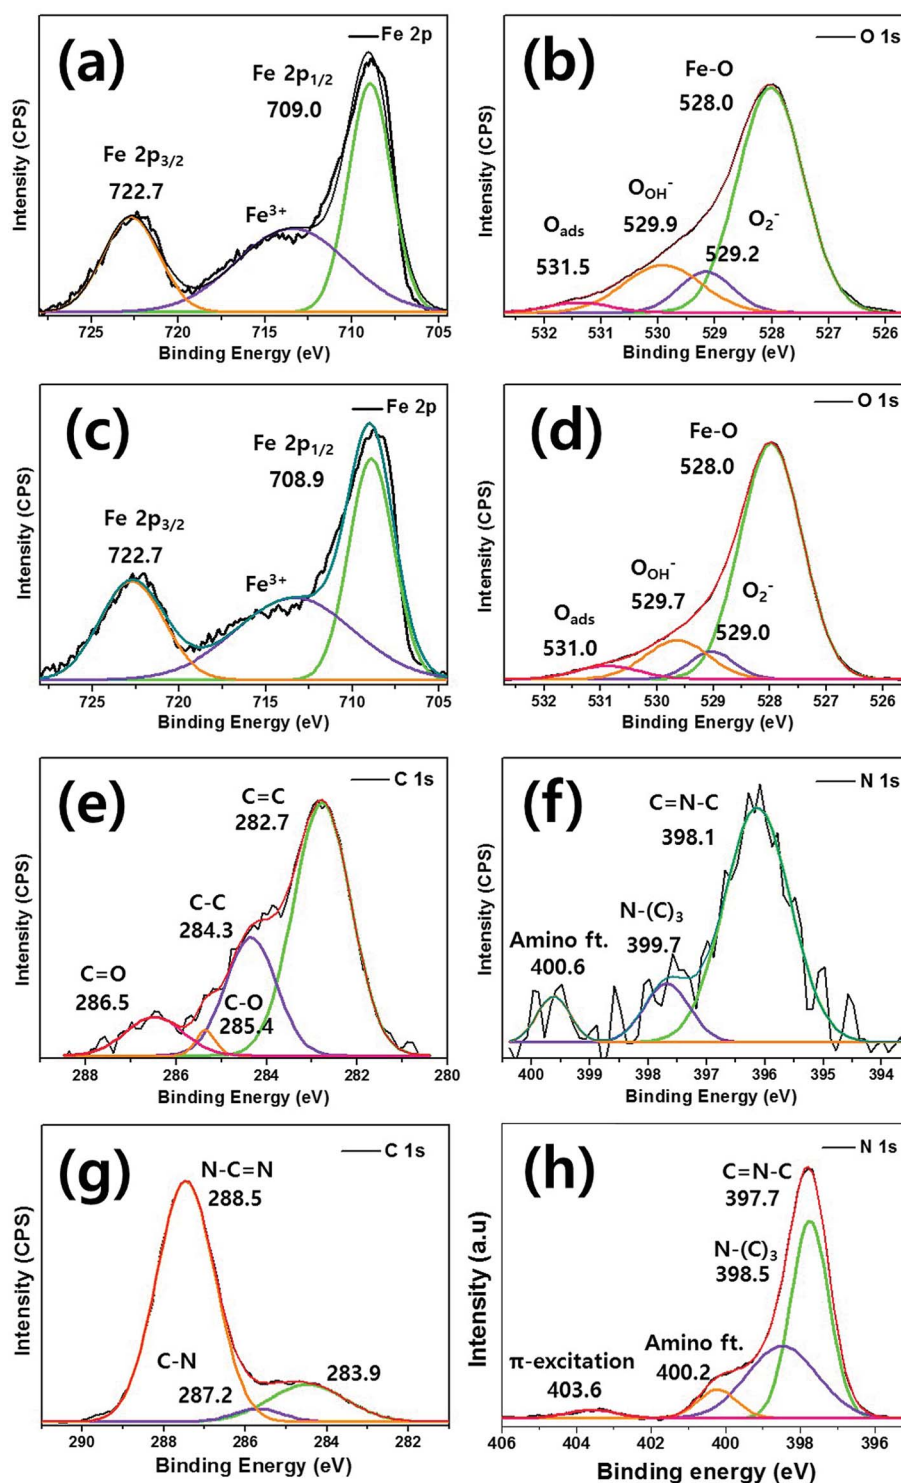 (a)
Fe 2p
Fe 2p1/2
709.0
Fe 2p3/2
722.7
Fe3+
Intensity (CPS)
725 720 715 710 705
Binding Energy (eV)
(b)
O 1s
Fe-O
528.0
OOH-
529.9
O2-
529.2
Oads
531.5
Intensity (CPS)
532 531 530 529 528 527 526
Binding energy (eV)
(c)
Fe 2p
Fe 2p1/2
708.9
Fe 2p3/2
722.7
Fe3+
Intensity (CPS)
725 720 715 710 705
Binding Energy (eV)
(d)
O 1s
Fe-O
528.0
OOH-
529.7
O2-
529.0
Oads
531.0
Intensity (CPS)
532 531 530 529 528 527 526
Binding energy (eV)
(e)
C 1s
C=C
282.7
C-C
284.3
C=O
286.5
C-O
285.4
Intensity (CPS)
288 286 284 282 280
Binding Energy (eV)
(f)
N 1s
C=N-C
398.1
N-(C)3
399.7
Amino ft.
400.6
Intensity (CPS)
400 399 398 397 396 395 394
Binding Energy (eV)
(g)
C 1s
N-C=N
288.5
C-N
287.2
283.9
Intensity (CPS)
290 288 286 284 282
Binding energy (eV)
(h)
N 1s
C=N-C
397.7
N-(C)3
398.5
Amino ft.
400.2
π-excitation
403.6
Intensity (a.u)
406 404 402 400 398 396
Binding energy (eV)